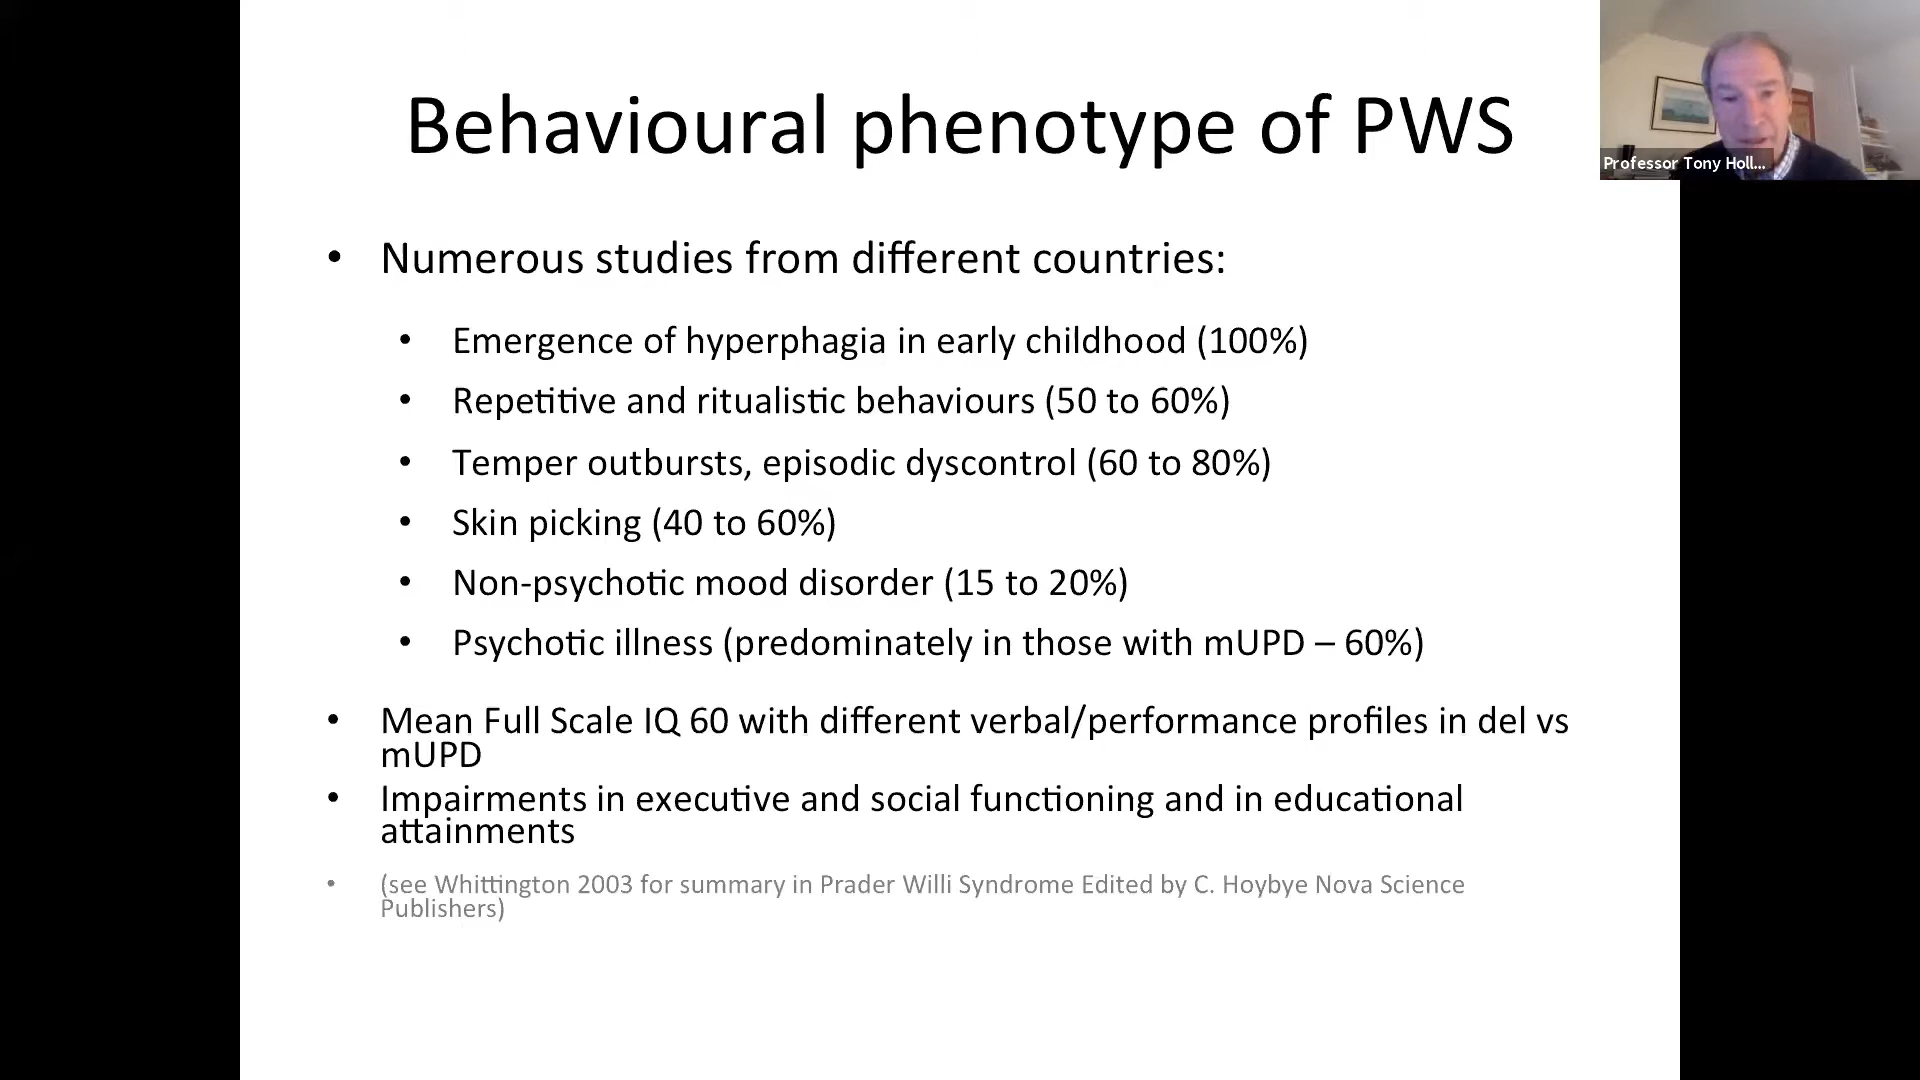 Behavioural phenotype of PWS
Professor Tony Holl...
• Numerous studies from different countries:
• Emergence of hyperphagia in early childhood (100%)
• Repetitive and ritualistic behaviours (50 to 60%)
• Temper outbursts, episodic dyscontrol (60 to 80%)
• Skin picking (40 to 60%)
• Non-psychotic mood disorder (15 to 20%)
• Psychotic illness (predominately in those with mUPD – 60%)
• Mean Full Scale IQ 60 with different verbal/performance profiles in del vs
mUPD
• Impairments in executive and social functioning and in educational
attainments
• (see Whittington 2003 for summary in Prader Willi Syndrome Edited by C. Hoybye Nova Science
Publishers)